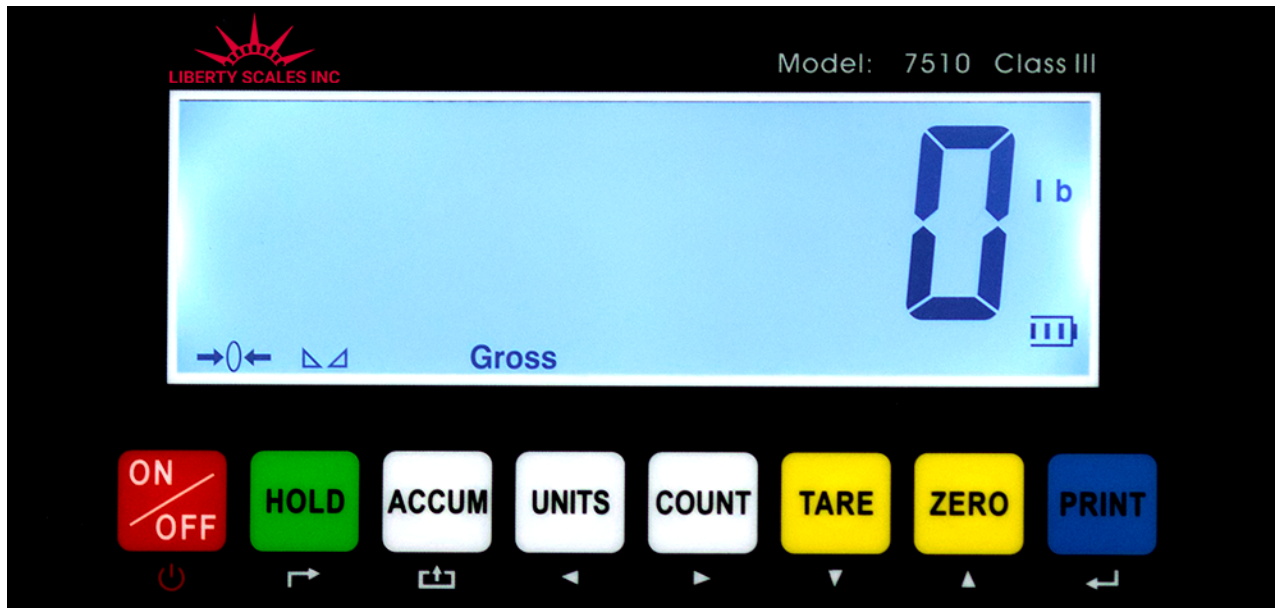 LIBERTY SCALES INC
Model: 7510 Class III
0
lb
Gross
ON
OFF
HOLD
ACCUM
UNITS
COUNT
TARE
ZERO
PRINT